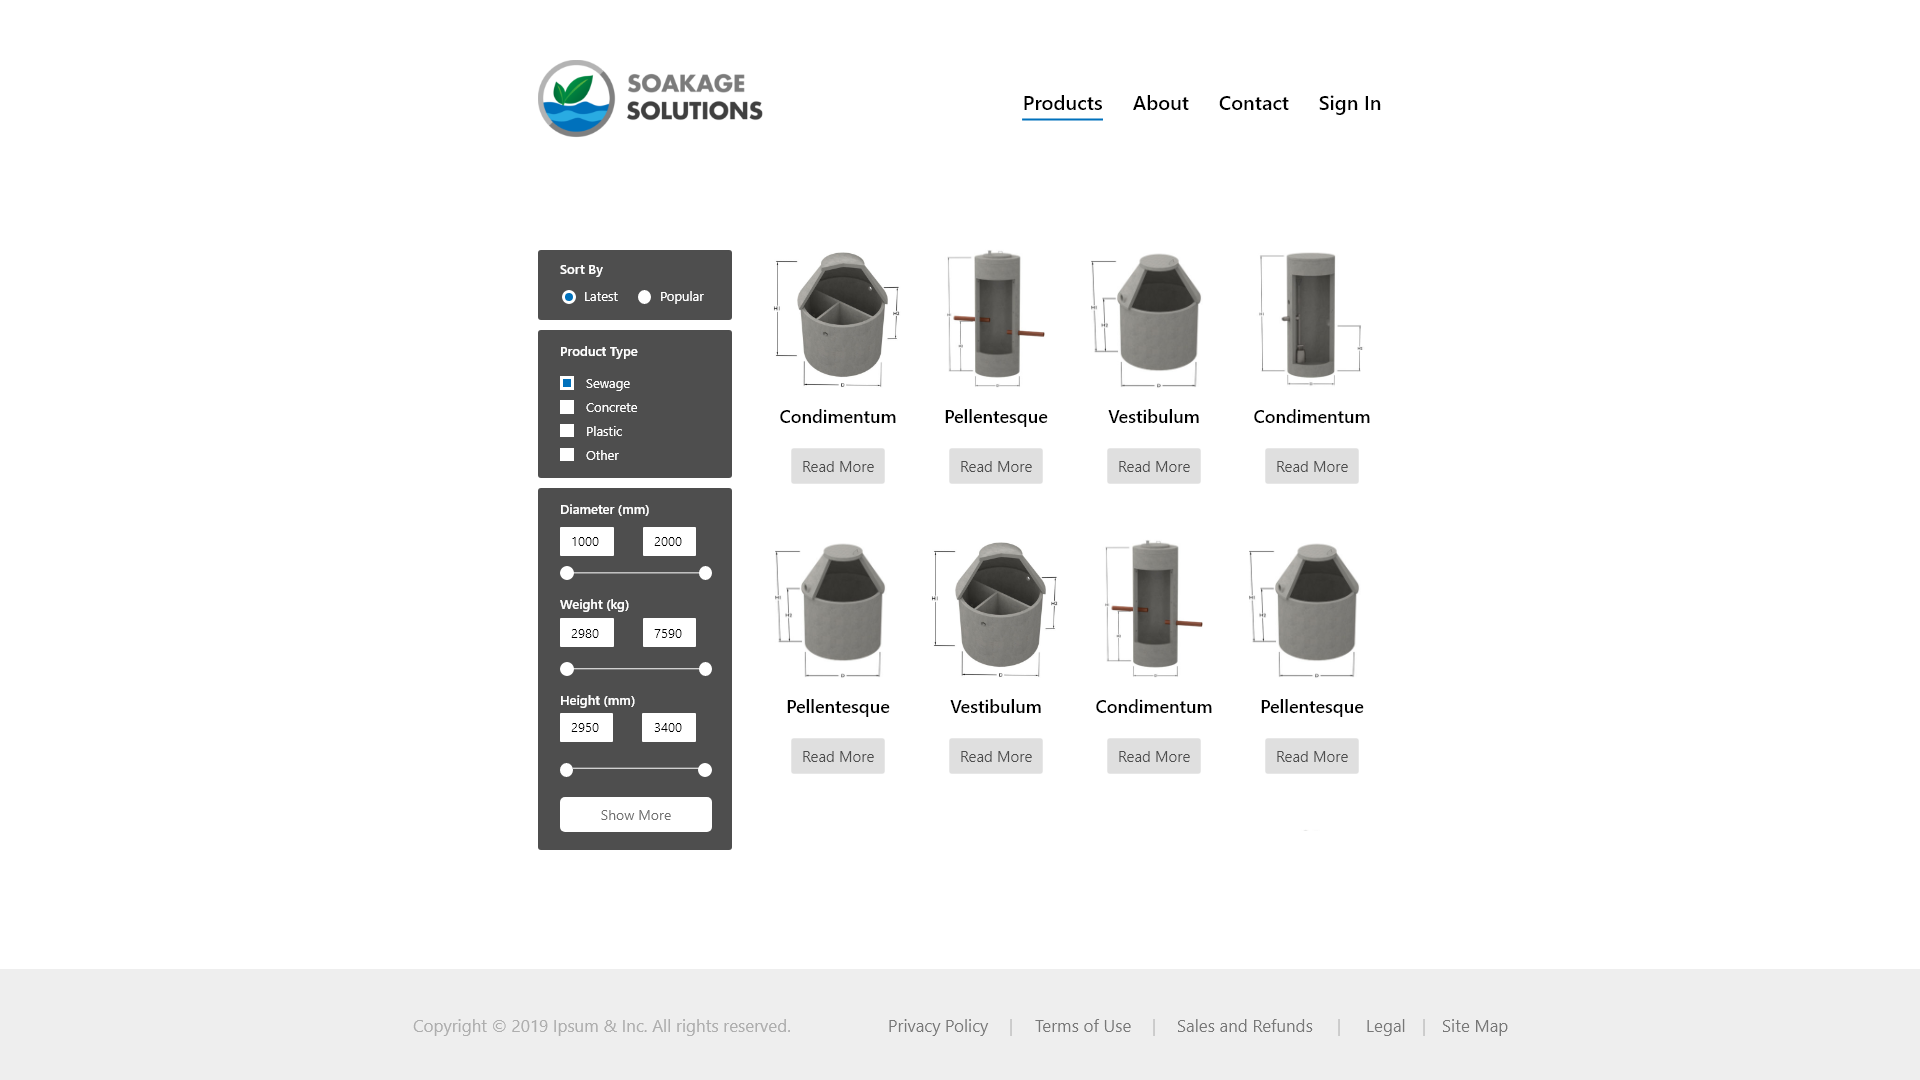 SOAKAGE
SOLUTIONS
Products About Contact Sign In
Sort By
Latest Popular
Product Type
Sewage
Concrete
Plastic
Other
Diameter (mm)
1000 2000
Weight (kg)
2980 7590
Height (mm)
2950 3400
Show More
Condimentum Pellentesque Vestibulum Condimentum
Read More Read More Read More Read More
Pellentesque Vestibulum Condimentum Pellentesque
Read More Read More Read More Read More
Copyright © 2019 Ipsum & Inc. All rights reserved. Privacy Policy | Terms of Use | Sales and Refunds | Legal | Site Map